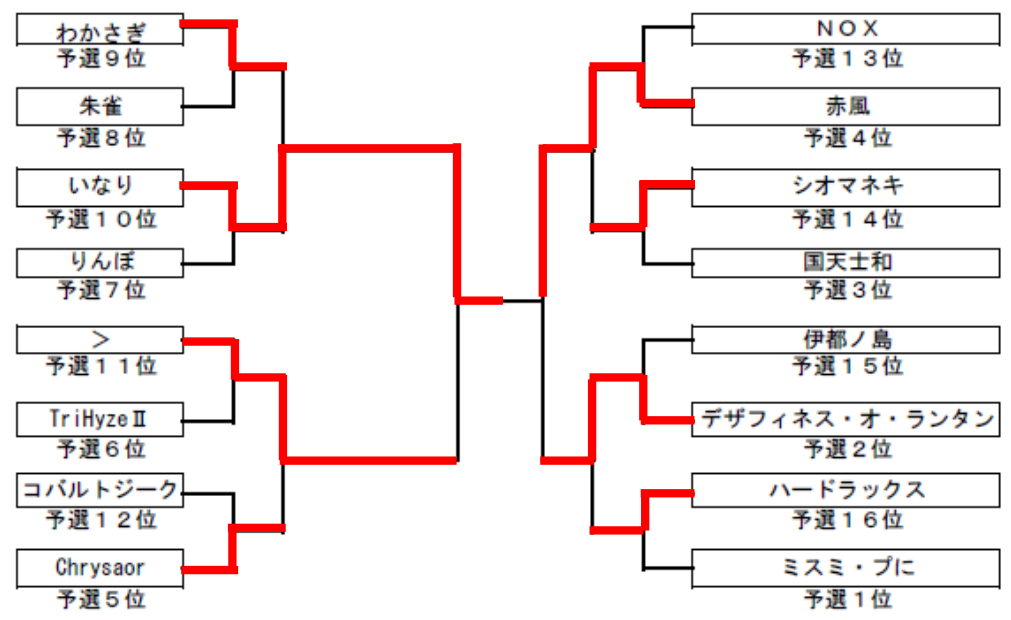 わかさぎ
予選９位
朱雀
予選８位
いなり
予選１０位
りんぽ
予選７位
＞
予選１１位
TriHyzeⅡ
予選６位
コバルトジーク
予選１２位
Chrysaor
予選５位
ＮＯＸ
予選１３位
赤風
予選４位
シオマネキ
予選１４位
国天士和
予選３位
伊都ノ島
予選１５位
デザフィネス・オ・ランタン
予選２位
ハードラックス
予選１６位
ミスミ・プに
予選１位